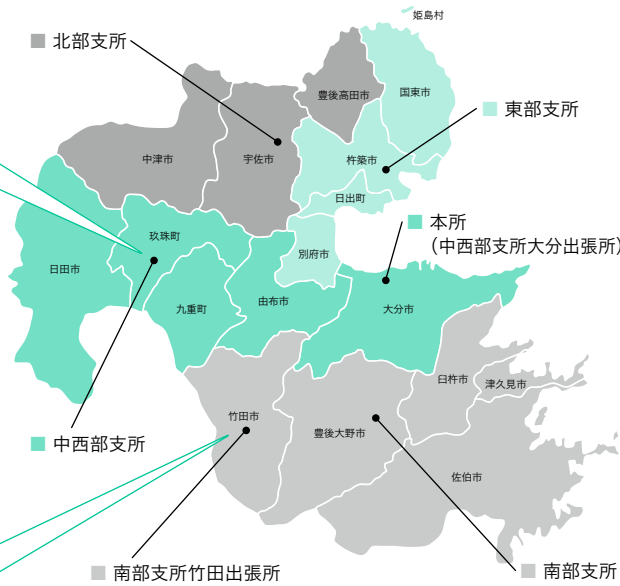 姫島村
■ 北部支所
豊後高田市
国東市
■ 東部支所
中津市
宇佐市
杵築市
日出町
■ 本所
（中西部支所大分出張所）
玖珠町
別府市
日田市
九重町
由布市
大分市
臼杵市
津久見市
竹田市
豊後大野市
■ 中西部支所
佐伯市
■ 南部支所竹田出張所
■ 南部支所